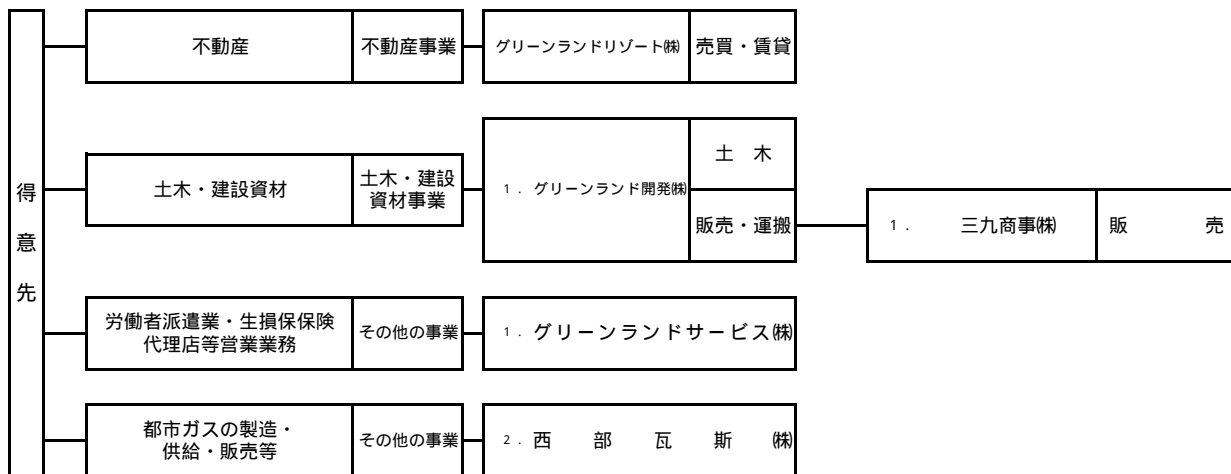 得意先
不動産
不動産事業
グリーンランドリゾート㈱
売買・賃貸
土木・建設資材
土木・建設
資材事業
1．グリーンランド開発㈱
土　木
販売・運搬
1．　三九商事㈱
販　　売
労働者派遣業・生損保保険
代理店等営業業務
その他の事業
1．グリーンランドサービス㈱
都市ガスの製造・
供給・販売等
その他の事業
2．西　部　瓦　斯　㈱